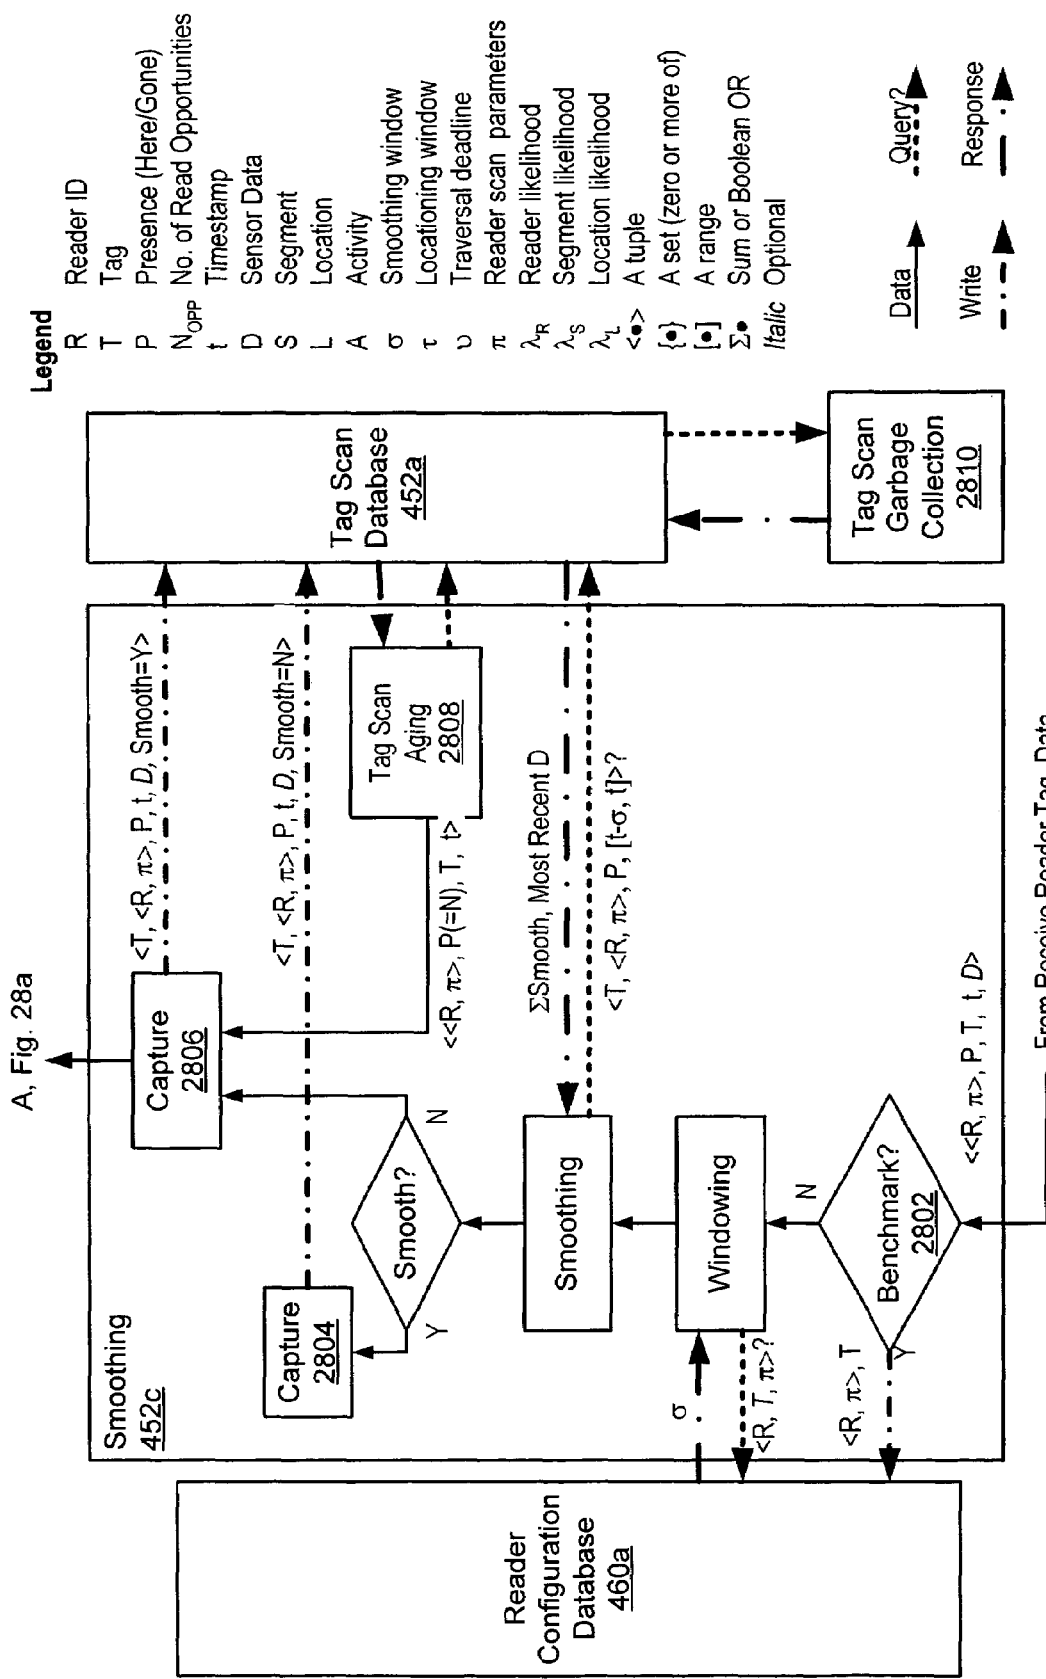 A, Fig. 28a
Smoothing
452c
Capture
2806
<T, <R, π>, P, t, D, Smooth=Y>
Capture
2804
<T, <R, π>, P, t, D, Smooth=N>
Y
Smooth?
N
Tag Scan
Aging
2808
<<R, π>, P(=N), T, t>
Smoothing
ΣSmooth, Most Recent D
<T, <R, π>, P, [t-σ, t]>?
Windowing
σ
<R, T, π>?
N
Benchmark?
2802
Y
<R, π>, T
<<R, π>, P, T, t, D>
Reader
Configuration
Database
460a
Tag Scan
Database
452a
Tag Scan
Garbage
Collection
2810
From Receive Reader Tag Data
Legend
R Reader ID
T Tag
P Presence (Here/Gone)
N_OPP No. of Read Opportunities
t Timestamp
D Sensor Data
S Segment
L Location
A Activity
σ Smoothing window
τ Locationing window
υ Traversal deadline
π Reader scan parameters
λ_R Reader likelihood
λ_S Segment likelihood
λ_L Location likelihood
<•> A tuple
{•} A set (zero or more of)
[•] A range
Σ• Sum or Boolean OR
Italic Optional
Data
Query?
Write
Response